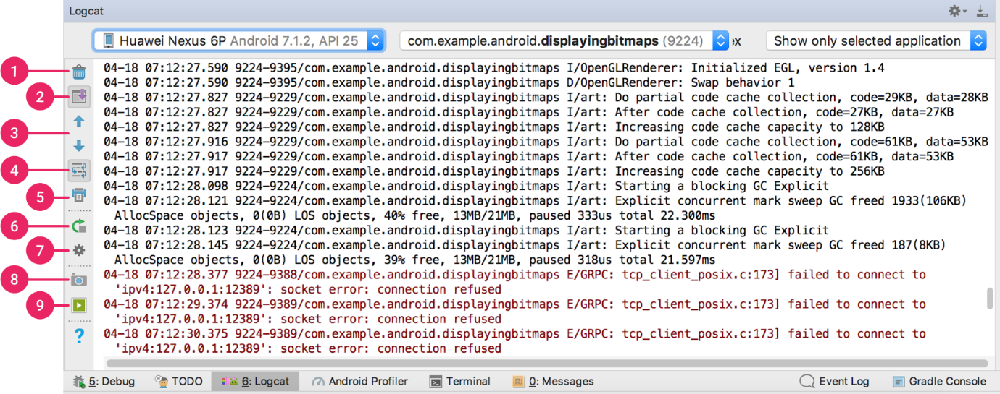 Logcat
Huawei Nexus 6P Android 7.1.2, API 25
com.example.android.displayingbitmaps (9224)
Show only selected application
1
2
3
4
5
6
7
8
9
04-18 07:12:27.590 9224-9395/com.example.android.displayingbitmaps I/OpenGLRenderer: Initialized EGL, version 1.4
04-18 07:12:27.590 9224-9395/com.example.android.displayingbitmaps D/OpenGLRenderer: Swap behavior 1
04-18 07:12:27.827 9224-9229/com.example.android.displayingbitmaps I/art: Do partial code cache collection, code=29KB, data=28KB
04-18 07:12:27.827 9224-9229/com.example.android.displayingbitmaps I/art: After code cache collection, code=27KB, data=27KB
04-18 07:12:27.827 9224-9229/com.example.android.displayingbitmaps I/art: Increasing code cache capacity to 128KB
04-18 07:12:27.916 9224-9229/com.example.android.displayingbitmaps I/art: Do partial code cache collection, code=61KB, data=53KB
04-18 07:12:27.917 9224-9229/com.example.android.displayingbitmaps I/art: After code cache collection, code=61KB, data=53KB
04-18 07:12:27.917 9224-9229/com.example.android.displayingbitmaps I/art: Increasing code cache capacity to 256KB
04-18 07:12:28.098 9224-9224/com.example.android.displayingbitmaps I/art: Starting a blocking GC Explicit
04-18 07:12:28.121 9224-9224/com.example.android.displayingbitmaps I/art: Explicit concurrent mark sweep GC freed 1933(106KB)
AllocSpace objects, 0(0B) LOS objects, 40% free, 13MB/21MB, paused 333us total 22.300ms
04-18 07:12:28.123 9224-9224/com.example.android.displayingbitmaps I/art: Starting a blocking GC Explicit
04-18 07:12:28.145 9224-9224/com.example.android.displayingbitmaps I/art: Explicit concurrent mark sweep GC freed 187(8KB)
AllocSpace objects, 0(0B) LOS objects, 39% free, 13MB/21MB, paused 318us total 21.597ms
04-18 07:12:28.377 9224-9388/com.example.android.displayingbitmaps E/GRPC: tcp_client_posix.c:173] failed to connect to
'ipv4:127.0.0.1:12389': socket error: connection refused
04-18 07:12:29.374 9224-9389/com.example.android.displayingbitmaps E/GRPC: tcp_client_posix.c:173] failed to connect to
'ipv4:127.0.0.1:12389': socket error: connection refused
04-18 07:12:30.375 9224-9389/com.example.android.displayingbitmaps E/GRPC: tcp_client_posix.c:173] failed to connect to
'ipv4:127.0.0.1:12389': socket error: connection refused
?
5: Debug
TODO
6: Logcat
Android Profiler
Terminal
0: Messages
Event Log
Gradle Console